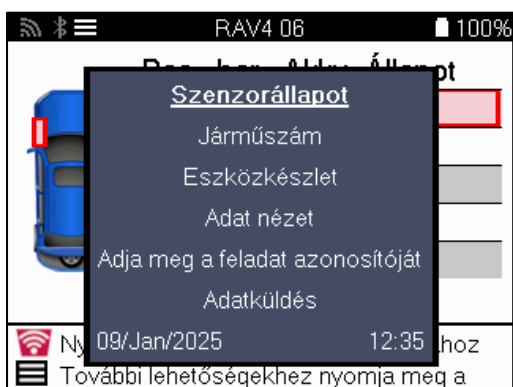 RAV4 06 100%
Szenzorállapot
Járműszám
Eszközkészlet
Adat nézet
Adja meg a feladat azonosítóját
Adatküldés
09/Jan/2025 12:35
További lehetőségekhez nyomja meg a